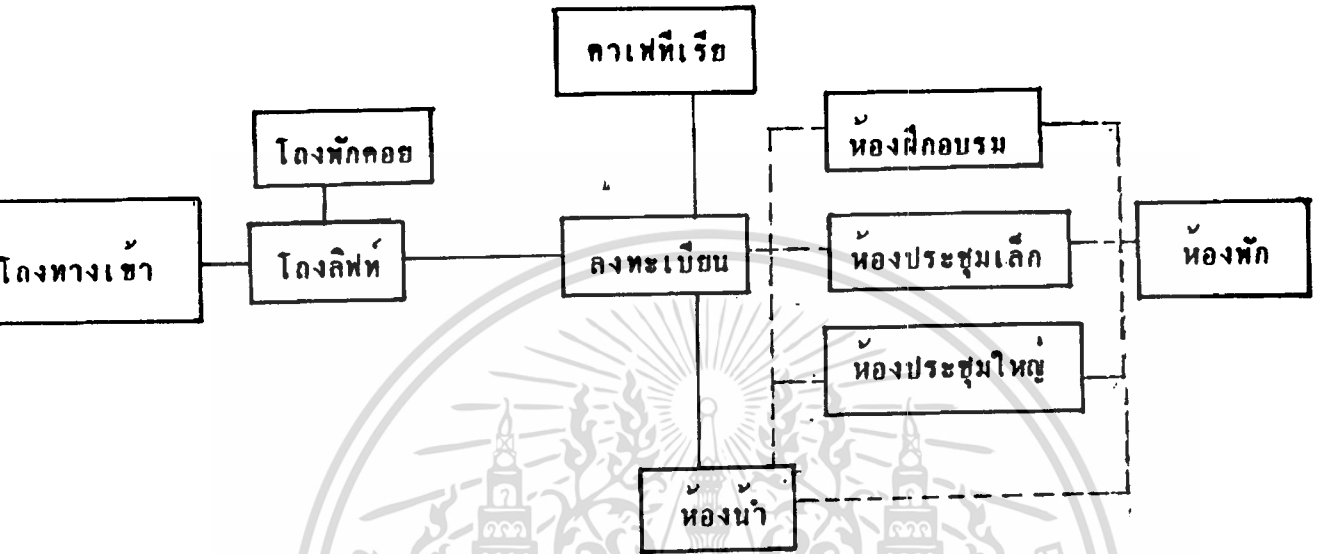 คาเฟทีเรีย
โถงพักคอย
ห้องฝึกอบรม
โถงทางเข้า
โถงลิฟท์
ลงทะเบียน
ห้องประชุมเล็ก
ห้องพัก
ห้องประชุมใหญ่
ห้องน้ำ